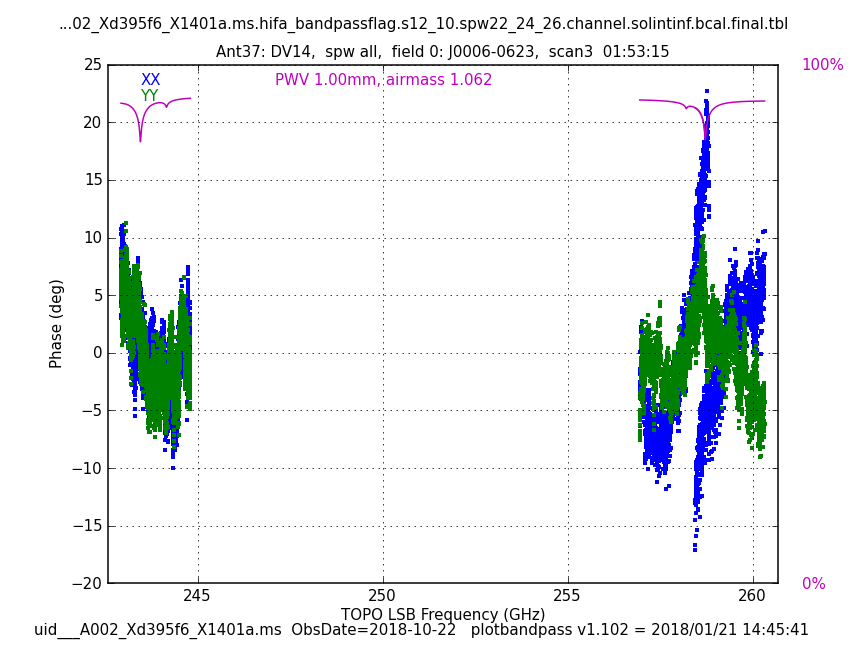 ...02_Xd395f6_X1401a.ms.hifa_bandpassflag.s12_10.spw22_24_26.channel.solintinf.bcal.final.tbl
Ant37: DV14,  spw all,  field 0: J0006-0623,  scan3  01:53:15
XX
YY
PWV 1.00mm, airmass 1.062
100%
0%
25
20
15
10
5
0
−5
−10
−15
−20
Phase (deg)
245
250
255
260
TOPO LSB Frequency (GHz)
uid___A002_Xd395f6_X1401a.ms  ObsDate=2018-10-22   plotbandpass v1.102 = 2018/01/21 14:45:41